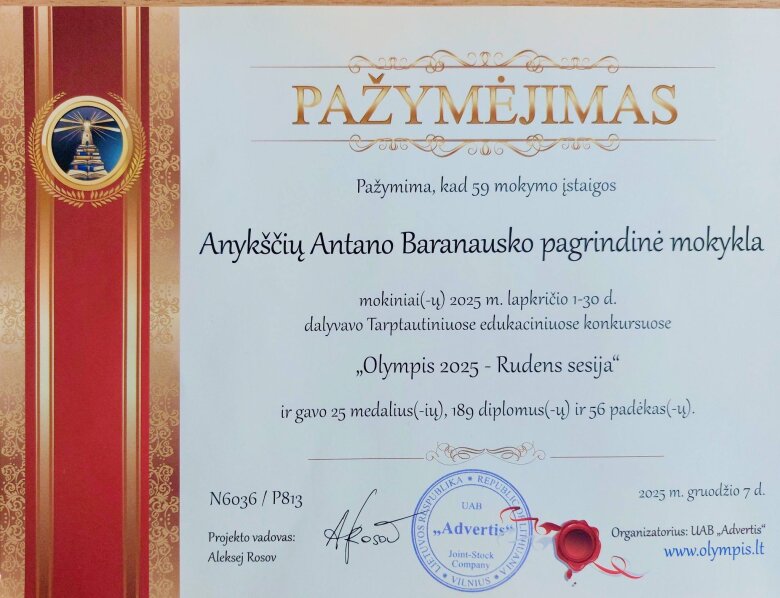 PAŽYMĖJIMAS
Pažymima, kad 59 mokymo įstaigos
Anykščių Antano Baranausko pagrindinė mokykla
mokiniai(-ų) 2025 m. lapkričio 1-30 d.
dalyvavo Tarptautiniuose edukaciniuose konkursuose
„Olympis 2025 - Rudens sesija“
ir gavo 25 medalius(-ių), 189 diplomus(-ų) ir 56 padėkas(-ų).
N6036 / P813
2025 m. gruodžio 7 d.
Projekto vadovas:
Aleksej Rosov
ARosov
LIETUVOS RASPUBLIKA * REPUBLIC OF LITHUANIA
UAB
„Advertis“
Joint-Stock
Company
* VILNIUS *
Organizatorius: UAB „Advertis“
www.olympis.lt